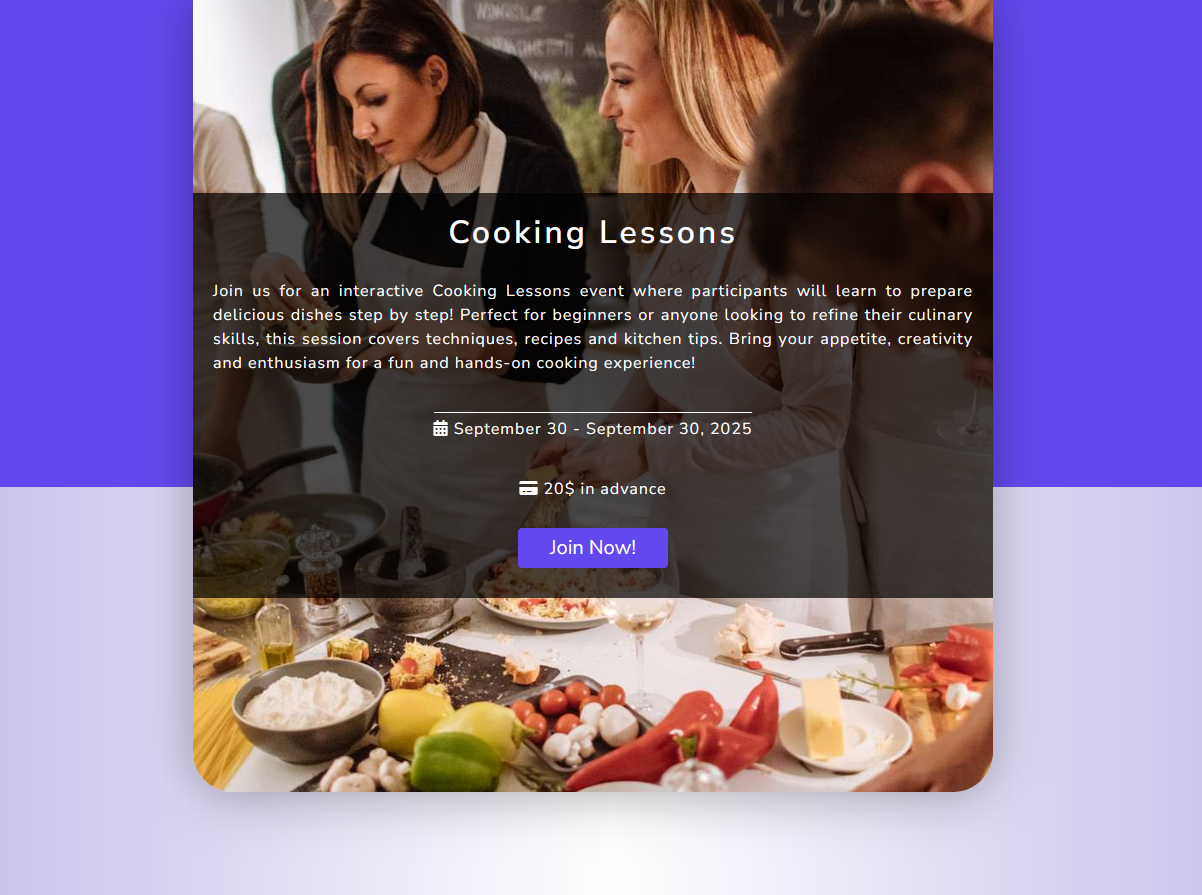 Cooking Lessons
Join us for an interactive Cooking Lessons event where participants will learn to prepare
delicious dishes step by step! Perfect for beginners or anyone looking to refine their culinary
skills, this session covers techniques, recipes and kitchen tips. Bring your appetite, creativity
and enthusiasm for a fun and hands-on cooking experience!
September 30 - September 30, 2025
20$ in advance
Join Now!